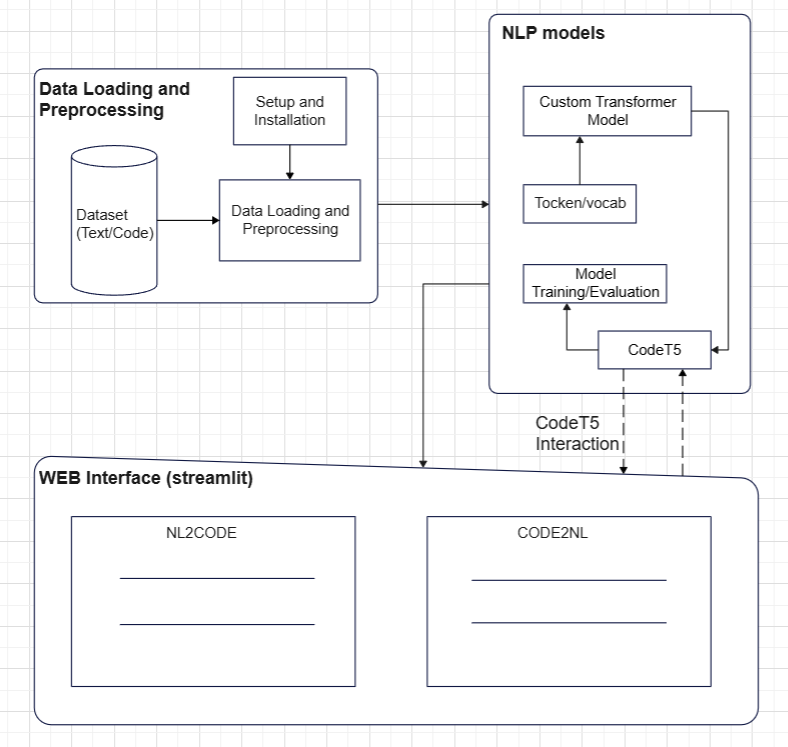 NLP models
Data Loading and
Preprocessing
Setup and
Installation
Dataset
(Text/Code)
Data Loading and
Preprocessing
Custom Transformer
Model
Tocken/vocab
Model
Training/Evaluation
CodeT5
CodeT5
Interaction
WEB Interface (streamlit)
NL2CODE
CODE2NL